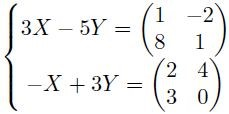 3X − 5Y = (1 −2
8 1)
−X + 3Y = (2 4
3 0)